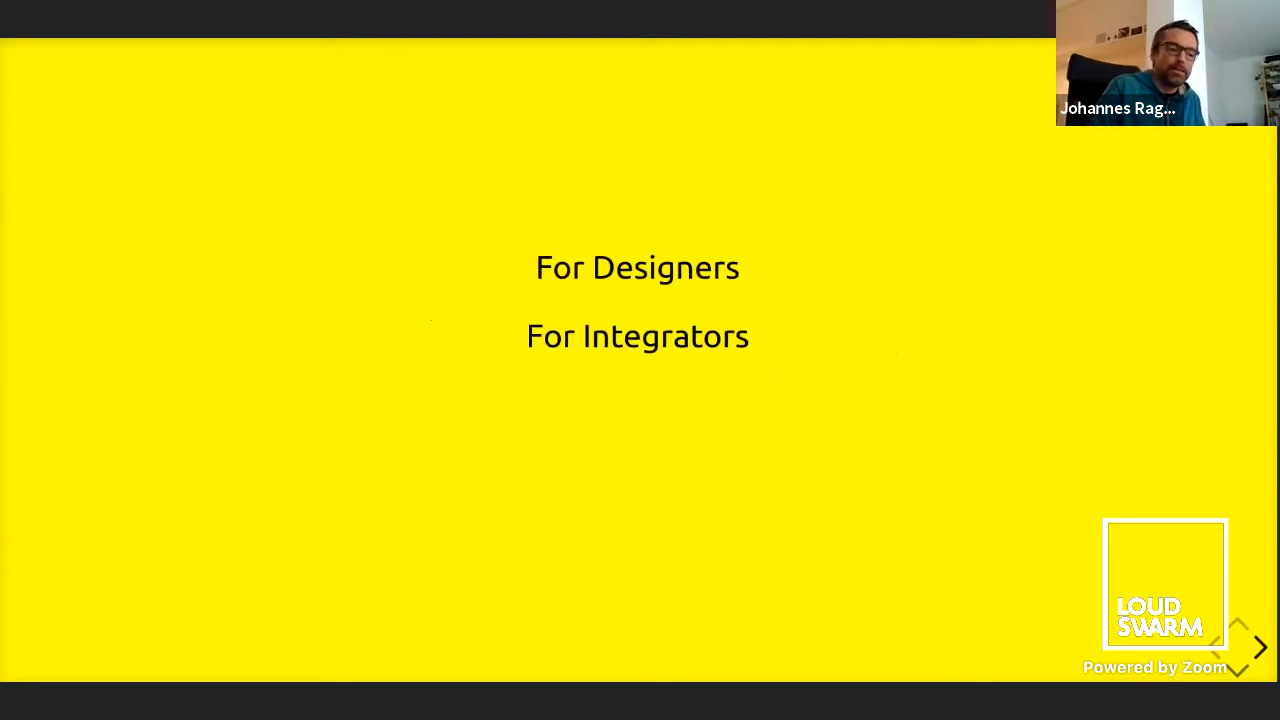 Johannes Rag...
For Designers
For Integrators
LOUD
SWARM
Powered by Zoom